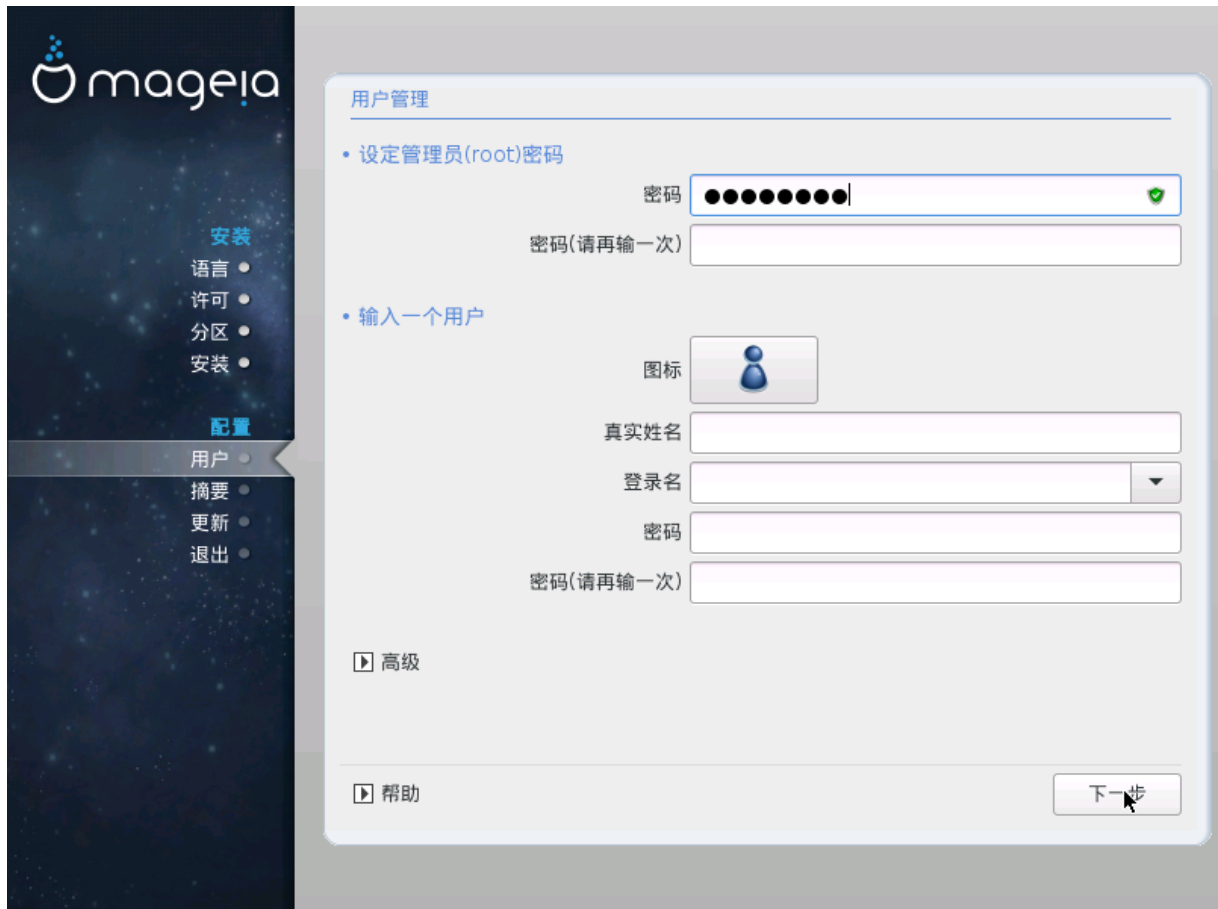 mageia
安装
语言
许可
分区
安装
配置
用户
摘要
更新
退出
用户管理
设定管理员(root)密码
密码
密码(请再输一次)
输入一个用户
图标
真实姓名
登录名
密码
密码(请再输一次)
高级
帮助
下一步